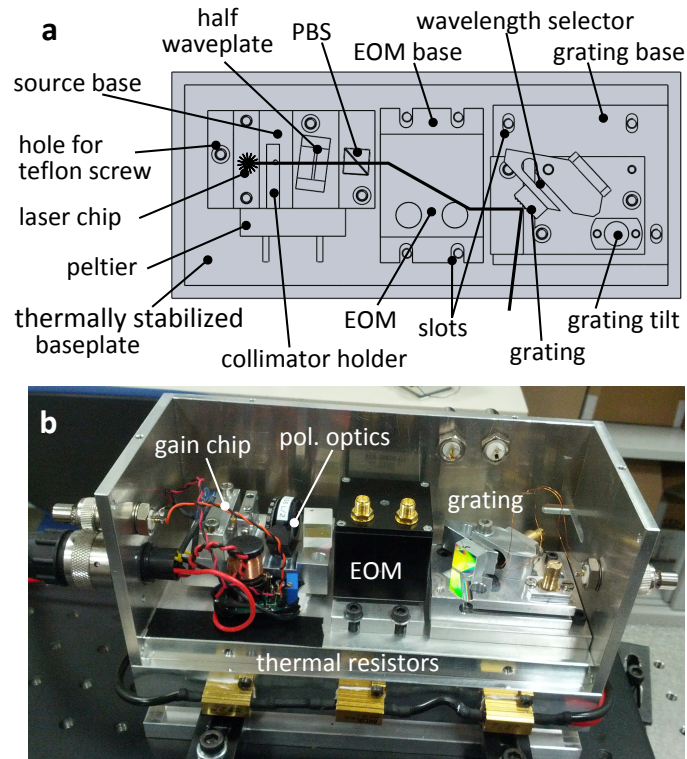 a
half
waveplate
PBS
wavelength selector
EOM base
grating base
source base
hole for
teflon screw
laser chip
peltier
thermally stabilized
baseplate
collimator holder
EOM
slots
grating
grating tilt
b
gain chip
pol. optics
grating
EOM
thermal resistors